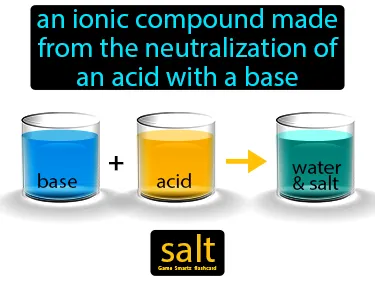 an ionic compound made
from the neutralization of
an acid with a base
base + acid
water
& salt
salt
Game Smartz flashcard